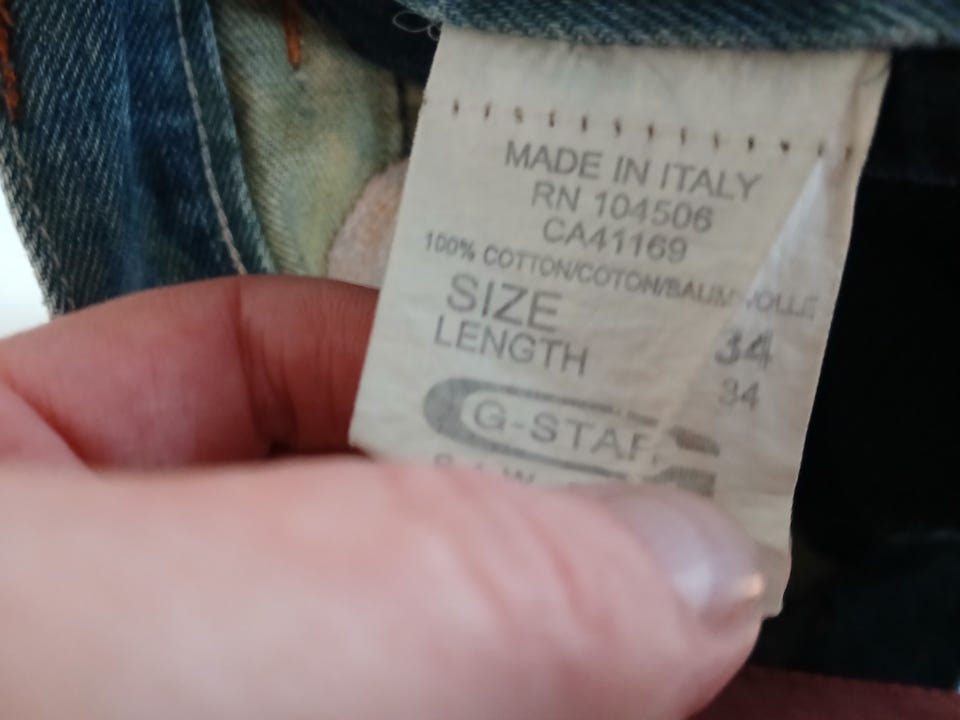 MADE IN ITALY
RN 104506
CA41169
100% COTTON/COTON/BAUMWOLLE
SIZE 34
LENGTH 34
G-STAR